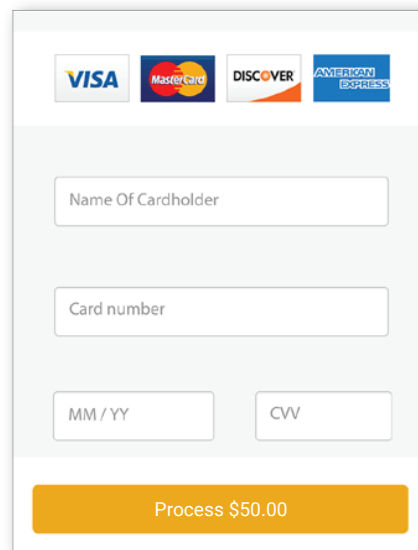 VISA MasterCard DISCOVER AMERICAN EXPRESS
Name Of Cardholder
Card number
MM / YY CVV
Process $50.00